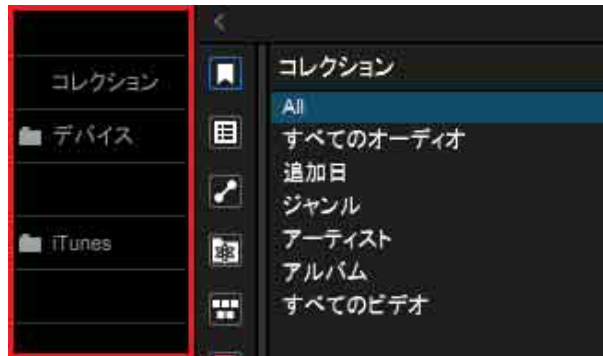 コレクション
デバイス
iTunes
コレクション
All
すべてのオーディオ
追加日
ジャンル
アーティスト
アルバム
すべてのビデオ